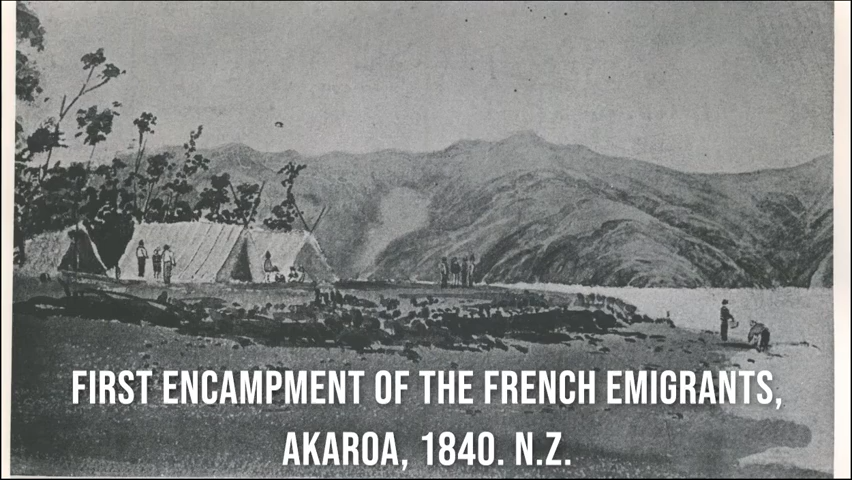 FIRST ENCAMPMENT OF THE FRENCH EMIGRANTS,
AKAROA, 1840. N.Z.